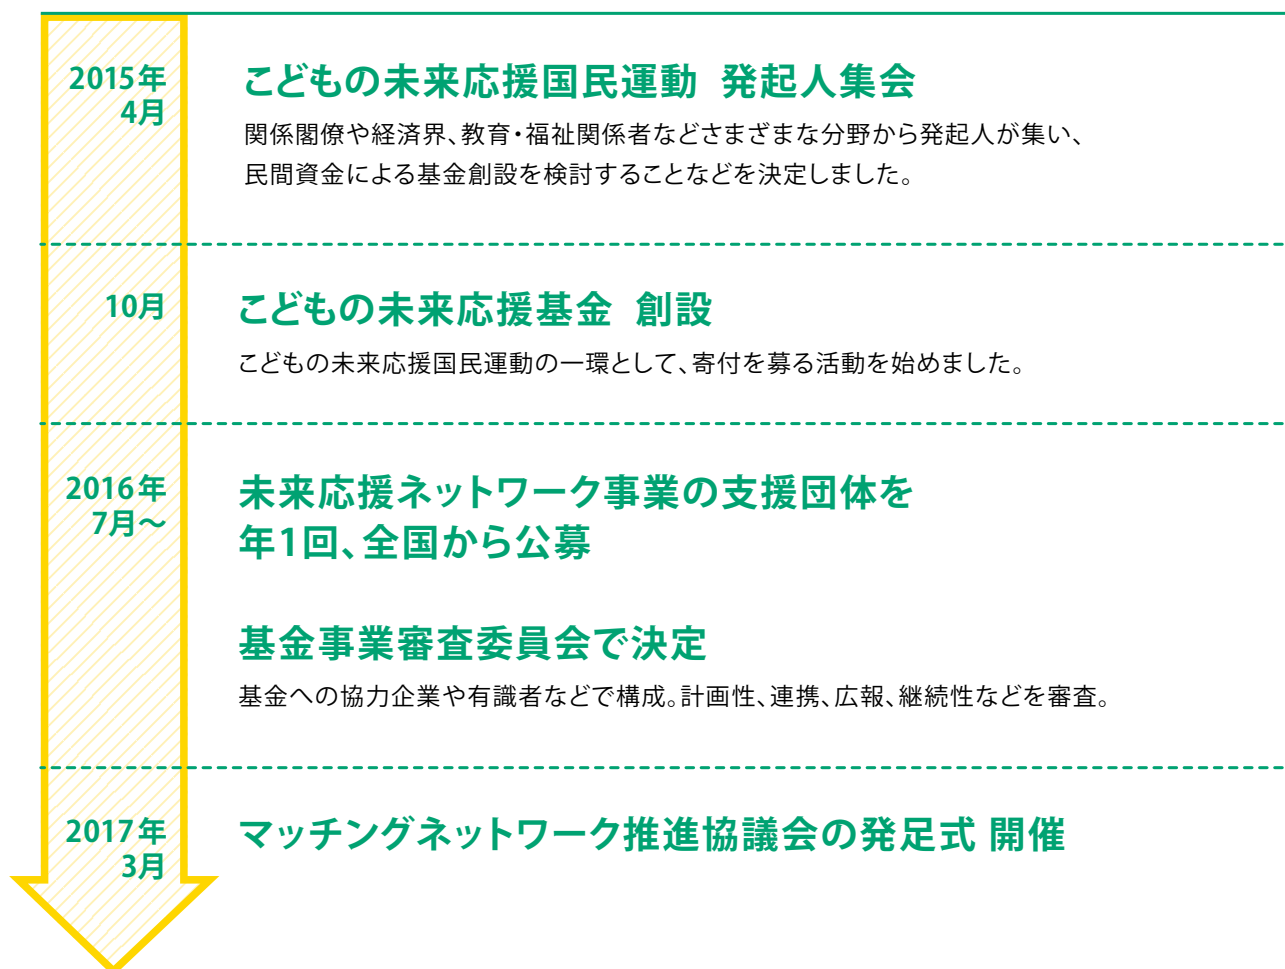 2015年
4月
こどもの未来応援国民運動 発起人集会
関係閣僚や経済界、教育・福祉関係者などさまざまな分野から発起人が集い、
民間資金による基金創設を検討することなどを決定しました。
10月
こどもの未来応援基金 創設
こどもの未来応援国民運動の一環として、寄付を募る活動を始めました。
2016年
7月〜
未来応援ネットワーク事業の支援団体を
年1回、全国から公募
基金事業審査委員会で決定
基金への協力企業や有識者などで構成。計画性、連携、広報、継続性などを審査。
2017年
3月
マッチングネットワーク推進協議会の発足式 開催